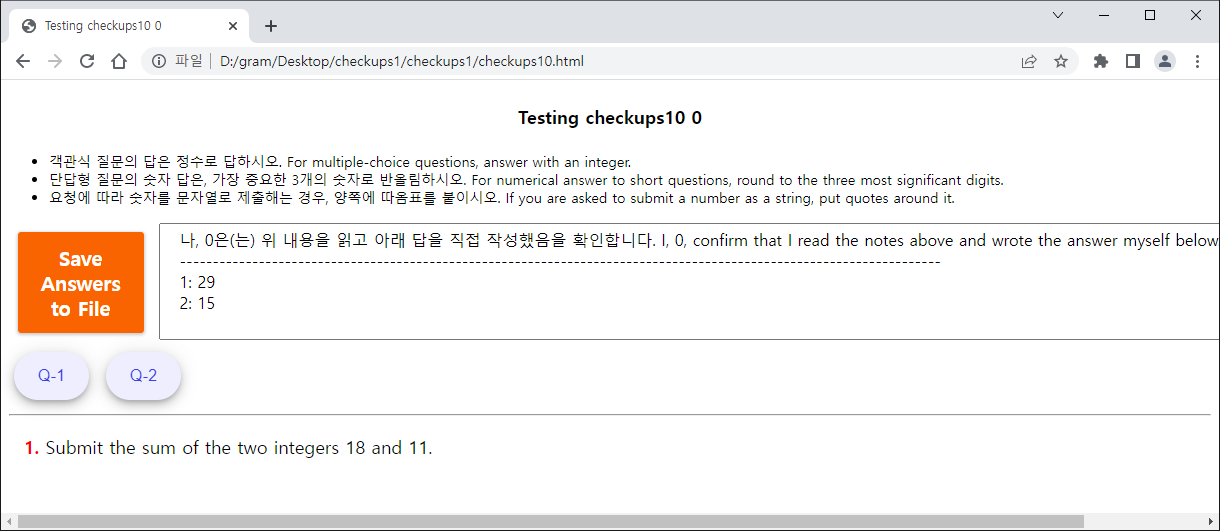 Testing checkups10 0
파일 | D:/gram/Desktop/checkups1/checkups1/checkups10.html
Testing checkups10 0
• 객관식 질문의 답은 정수로 답하시오. For multiple-choice questions, answer with an integer.
• 단답형 질문의 숫자 답은, 가장 중요한 3개의 숫자로 반올림하시오. For numerical answer to short questions, round to the three most significant digits.
• 요청에 따라 숫자를 문자열로 제출해는 경우, 양쪽에 따옴표를 붙이시오. If you are asked to submit a number as a string, put quotes around it.
Save
Answers
to File
나, 0은(는) 위 내용을 읽고 아래 답을 직접 작성했음을 확인합니다. I, 0, confirm that I read the notes above and wrote the answer myself below
--------------------------------------------------------------------------------------------------------------------
1: 29
2: 15
Q-1 Q-2
1. Submit the sum of the two integers 18 and 11.